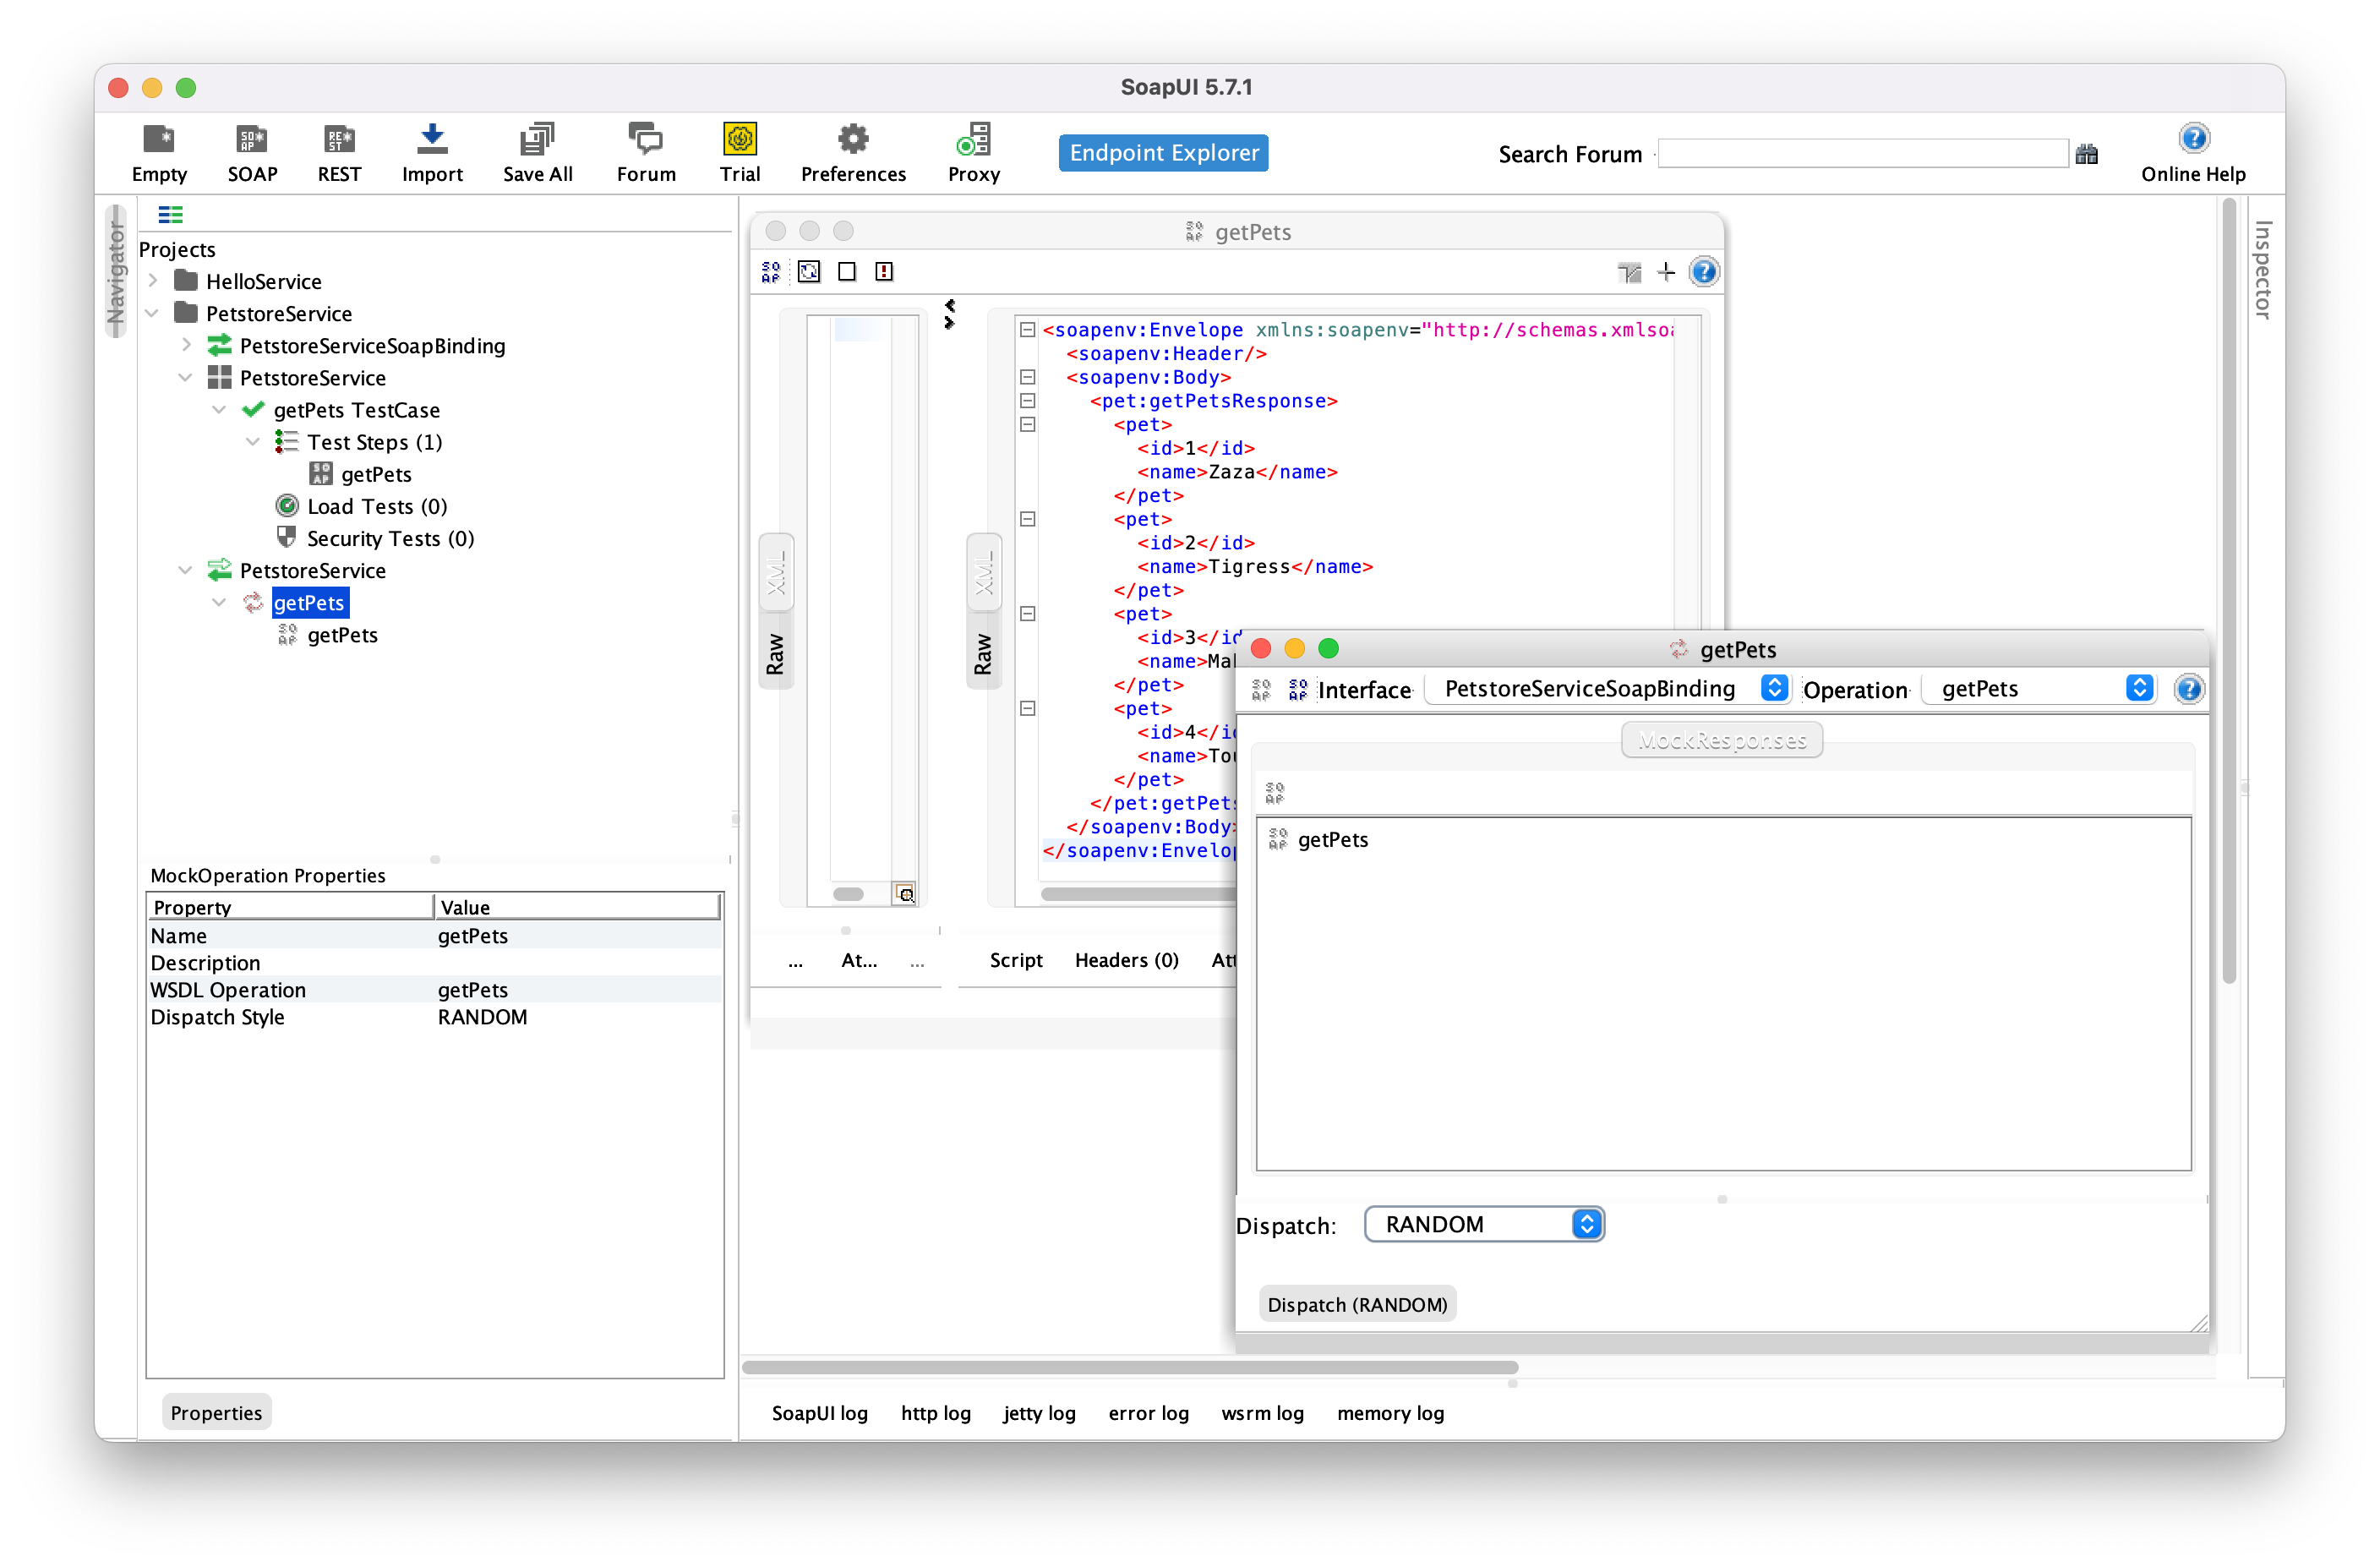 SoapUI 5.7.1
Empty
SOAP
REST
Import
Save All
Forum
Trial
Preferences
Proxy
Endpoint Explorer
Search Forum
Online Help
Navigator
Projects
HelloService
PetstoreService
PetstoreServiceSoapBinding
PetstoreService
getPets TestCase
Test Steps (1)
getPets
Load Tests (0)
Security Tests (0)
PetstoreService
getPets
getPets
MockOperation Properties
Property Value
Name getPets
Description
WSDL Operation getPets
Dispatch Style RANDOM
Properties
getPets
XML
Raw
XML
Raw
<soapenv:Envelope xmlns:soapenv="http://schemas.xmlsoa
<soapenv:Header/>
<soapenv:Body>
<pet:getPetsResponse>
<pet>
<id>1</id>
<name>Zaza</name>
</pet>
<pet>
<id>2</id>
<name>Tigress</name>
</pet>
<pet>
<id>3</id
<name>Mal
</pet>
<pet>
<id>4</id
<name>Tou
</pet>
</pet:getPets
</soapenv:Body>
</soapenv:Envelop
...
At...
...
Script
Headers (0)
Att
getPets
Interface PetstoreServiceSoapBinding Operation getPets
MockResponses
getPets
Dispatch: RANDOM
Dispatch (RANDOM)
SoapUI log
http log
jetty log
error log
wsrm log
memory log
Inspector